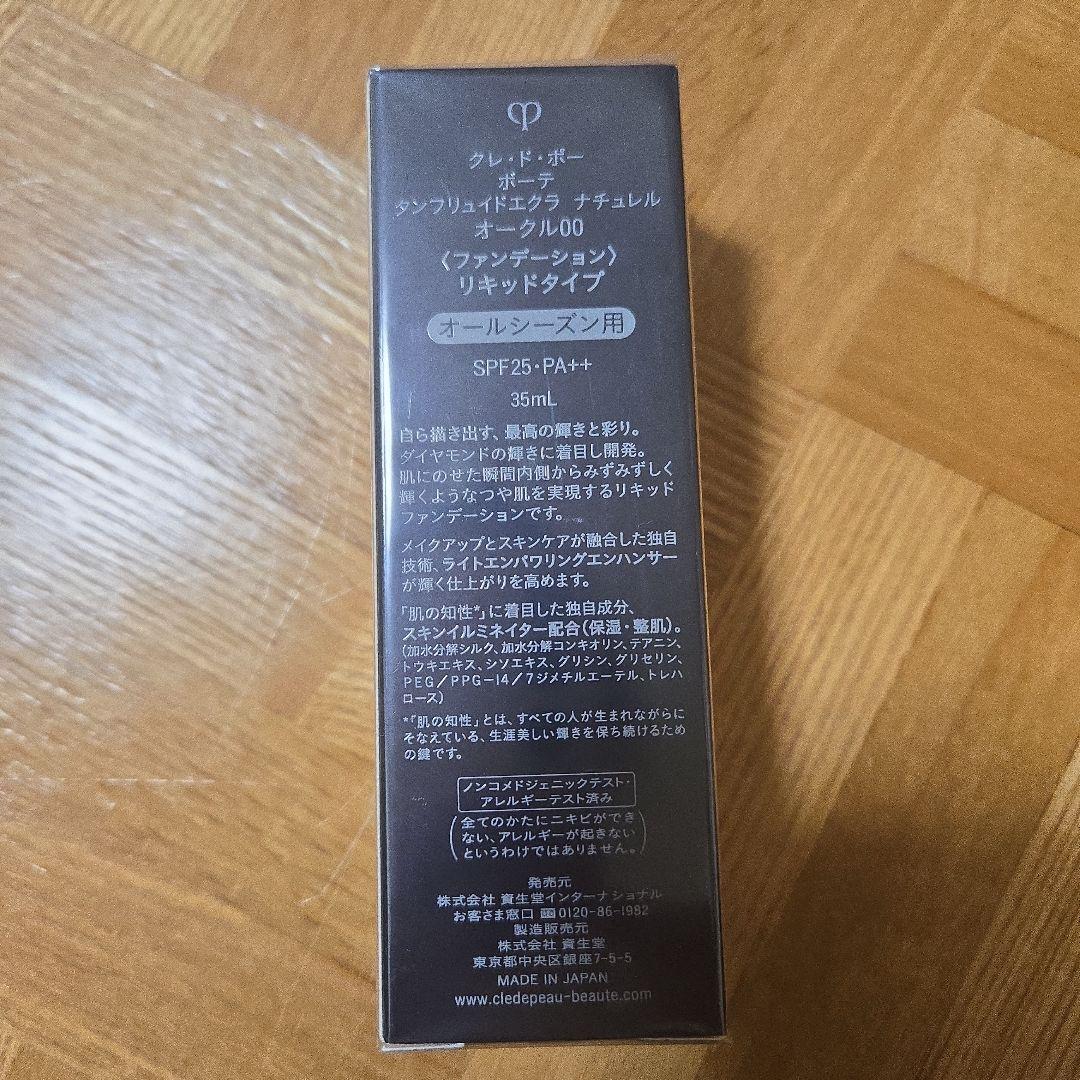 クレ・ド・ポー
ボーテ
タンフリュイドエクラ ナチュレル
オークル00
〈ファンデーション〉
リキッドタイプ
オールシーズン用
SPF25・PA++
35mL
自ら描き出す、最高の輝きと彩り。
ダイヤモンドの輝きに着目し開発。
肌にのせた瞬間内側からみずみずしく
輝くようなつや肌を実現するリキッド
ファンデーションです。
メイクアップとスキンケアが融合した独自
技術、ライトエンパワリングエンハンサー
が輝く仕上がりを高めます。
「肌の知性*」に着目した独自成分、
スキンイルミネイター配合(保湿・整肌)。
(加水分解シルク、加水分解コンキオリン、テアニン、
トウキエキス、シソエキス、グリシン、グリセリン、
PEG/PPG-14/7ジメチルエーテル、トレハ
ロース)
*「肌の知性」とは、すべての人が生まれながらに
そなえている、生涯美しい輝きを保ち続けるため
の鍵です。
ノンコメドジェニックテスト・
アレルギーテスト済み
(全てのかたにニキビができ
ない、アレルギーが起きない
というわけではありません。)
発売元
株式会社 資生堂インターナショナル
お客さま窓口 0120-86-1982
製造販売元
株式会社 資生堂
東京都中央区銀座7-5-5
MADE IN JAPAN
www.cledepeau-beaute.com